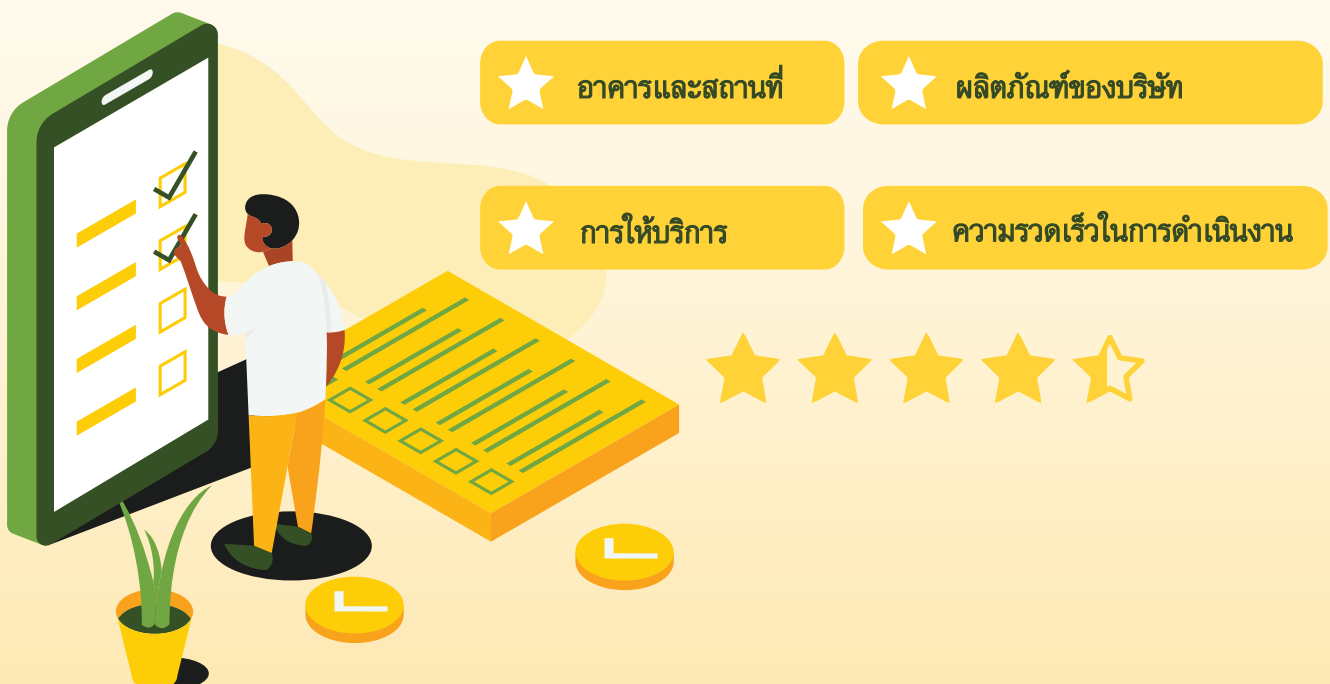 อาคารและสถานที่
ผลิตภัณฑ์ของบริษัท
การให้บริการ
ความรวดเร็วในการดำเนินงาน